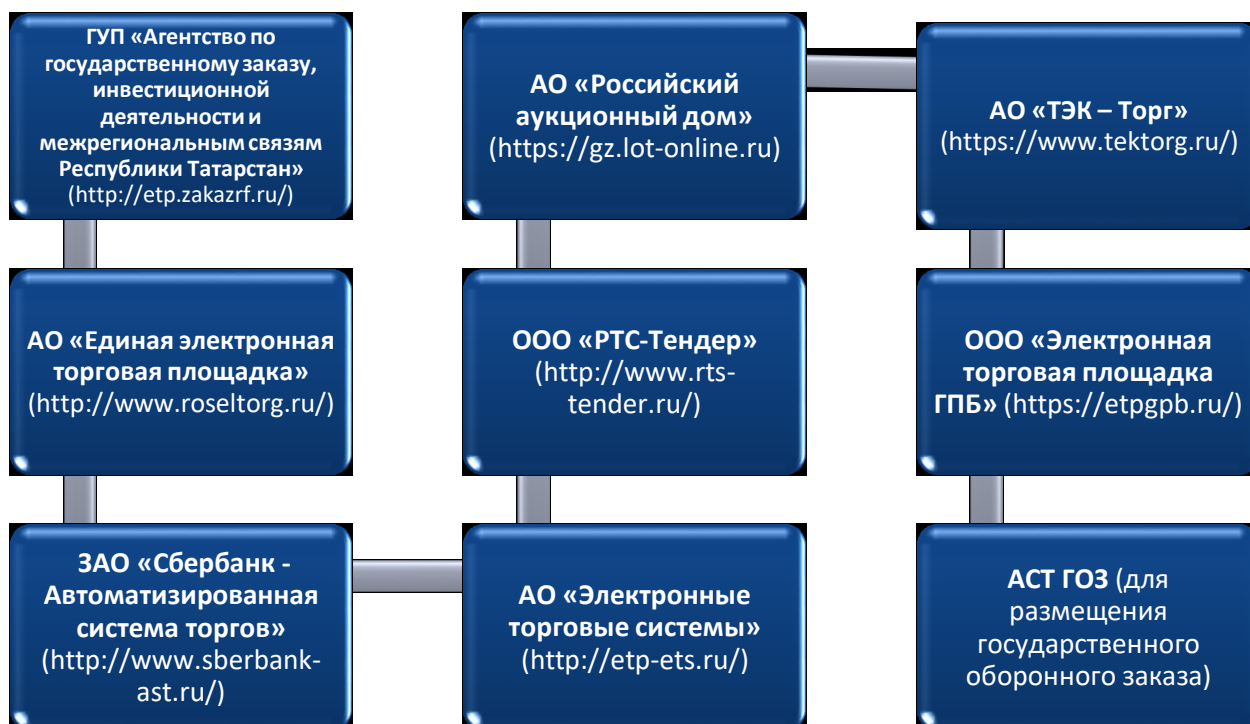 ГУП «Агентство по
государственному заказу,
инвестиционной
деятельности и
межрегиональным связям
Республики Татарстан»
(http://etp.zakazrf.ru/)
АО «Единая электронная
торговая площадка»
(http://www.roseltorg.ru/)
ЗАО «Сбербанк -
Автоматизированная
система торгов»
(http://www.sberbank-
ast.ru/)
АО «Электронные
торговые системы»
(http://etp-ets.ru/)
ООО «РТС-Тендер»
(http://www.rts-
tender.ru/)
АО «Российский
аукционный дом»
(https://gz.lot-online.ru)
АО «ТЭК – Торг»
(https://www.tektorg.ru/)
ООО «Электронная
торговая площадка
ГПБ» (https://etpgpb.ru/)
АСТ ГОЗ (для
размещения
государственного
оборонного заказа)